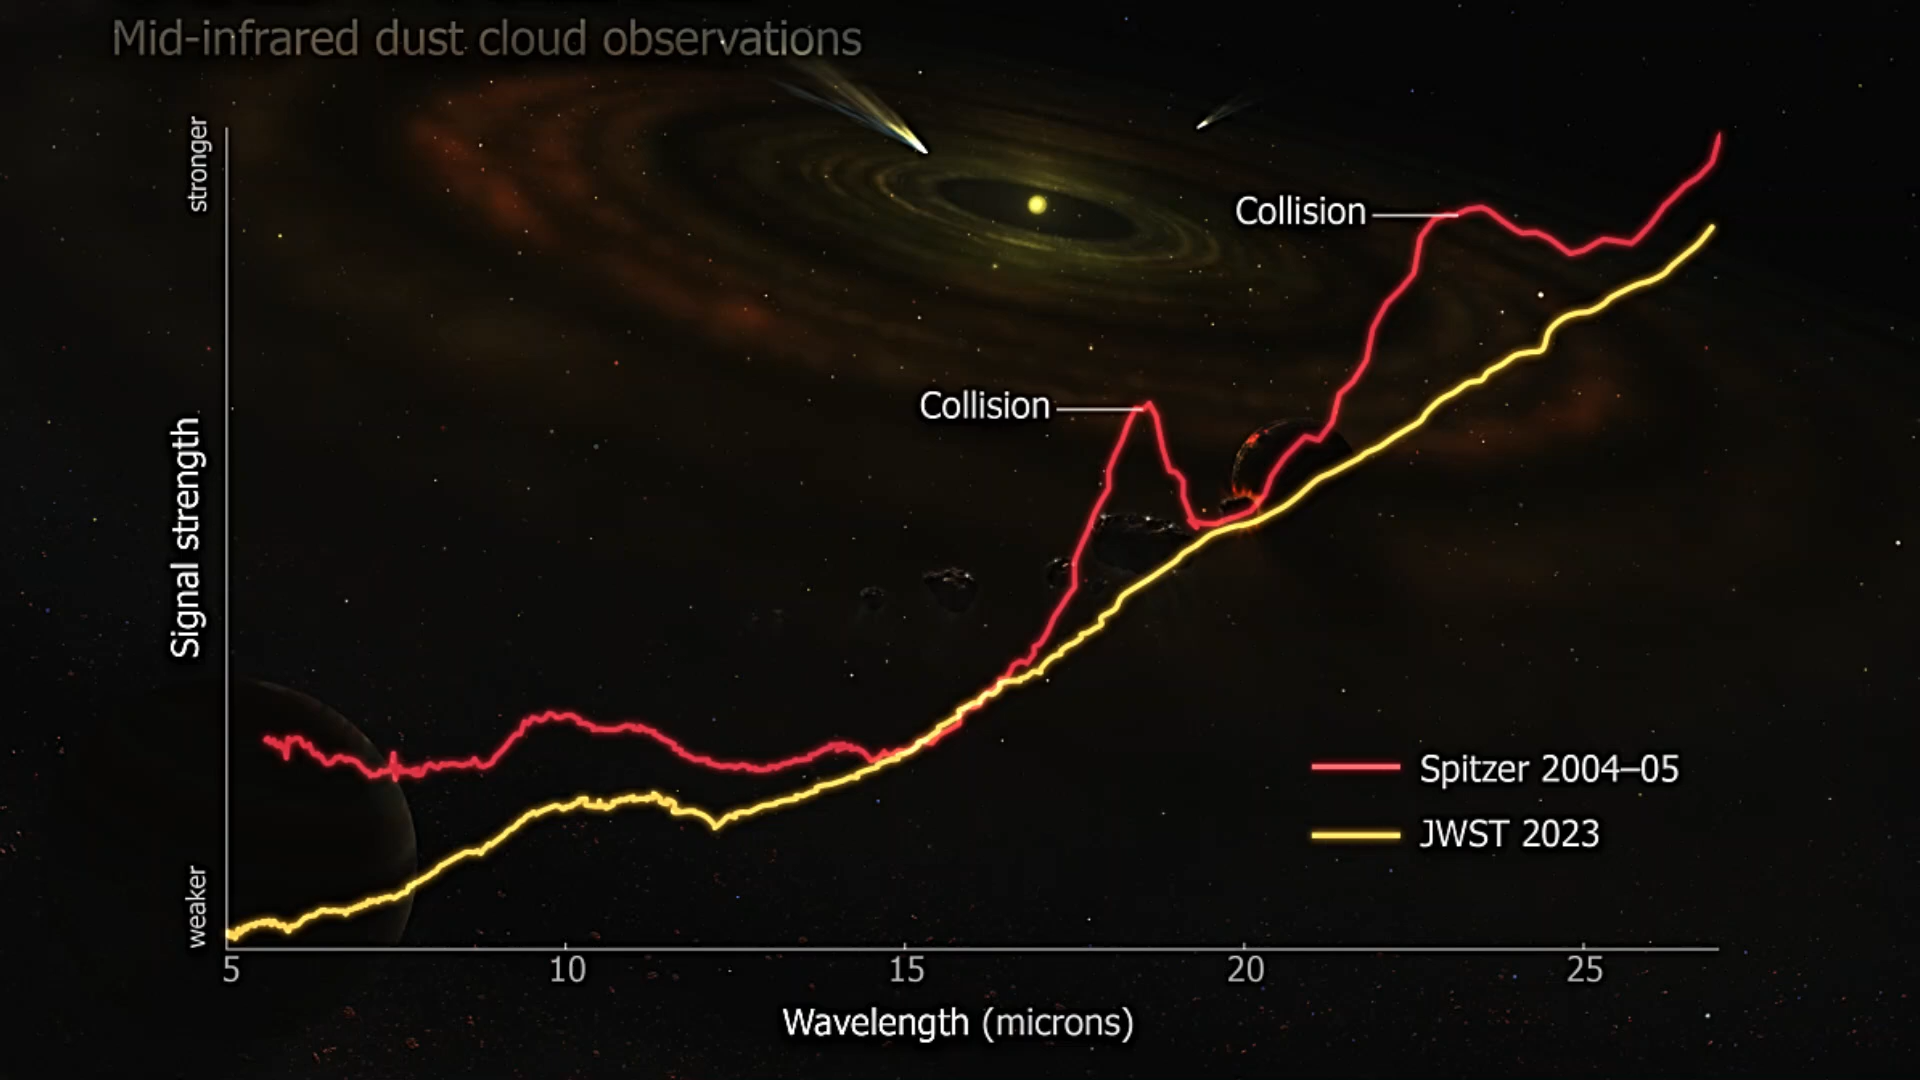 Mid-infrared dust cloud observations
stronger
Collision
Collision
Signal strength
Spitzer 2004–05
JWST 2023
weaker
5 10 15 20 25
Wavelength (microns)